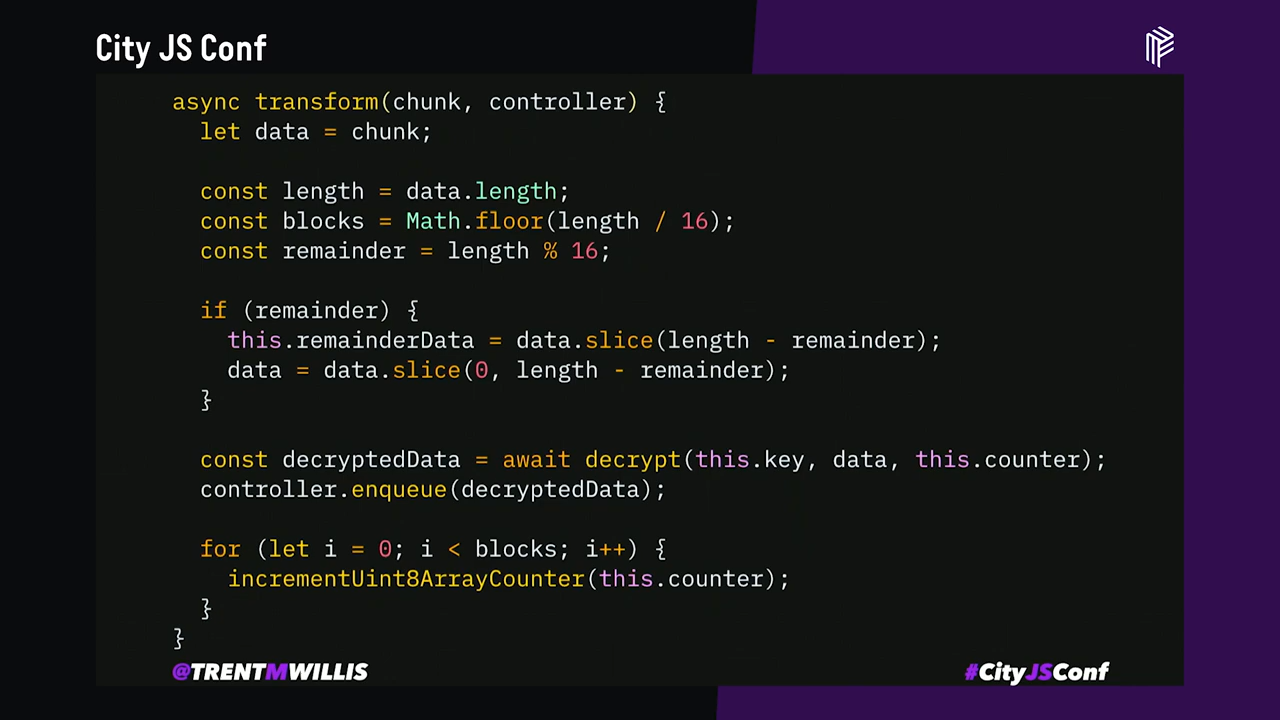 City JS Conf
async transform(chunk, controller) {
  let data = chunk;

  const length = data.length;
  const blocks = Math.floor(length / 16);
  const remainder = length % 16;

  if (remainder) {
    this.remainderData = data.slice(length - remainder);
    data = data.slice(0, length - remainder);
  }

  const decryptedData = await decrypt(this.key, data, this.counter);
  controller.enqueue(decryptedData);

  for (let i = 0; i < blocks; i++) {
    incrementUint8ArrayCounter(this.counter);
  }
}
@TRENTMWILLIS
#CityJSConf